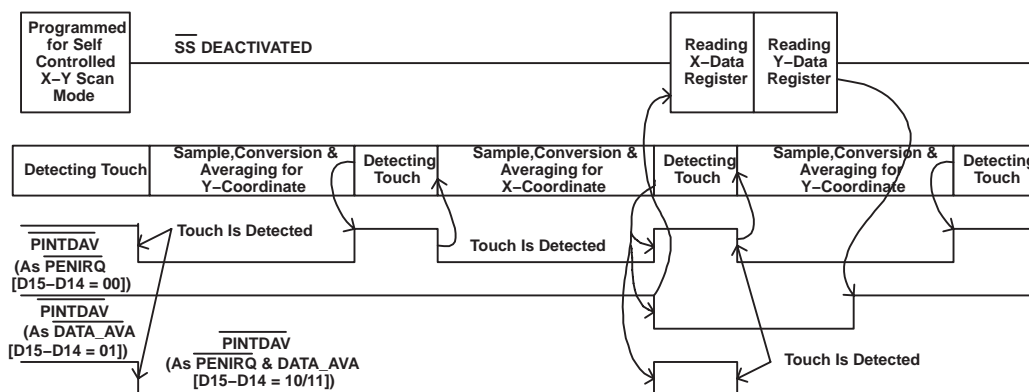 Programmed
for Self
Controlled
X–Y Scan
Mode
SS DEACTIVATED
Reading
X–Data
Register
Reading
Y–Data
Register
Detecting Touch
Sample,Conversion &
Averaging for
Y–Coordinate
Detecting
Touch
Sample,Conversion &
Averaging for
X–Coordinate
Detecting
Touch
Sample,Conversion &
Averaging for
Y–Coordinate
Detecting
Touch
Touch Is Detected
Touch Is Detected
PINTDAV
(As PENIRQ
[D15–D14 = 00])
PINTDAV
(As DATA_AVA
[D15–D14 = 01])
PINTDAV
(As PENIRQ & DATA_AVA
[D15–D14 = 10/11])
Touch Is Detected